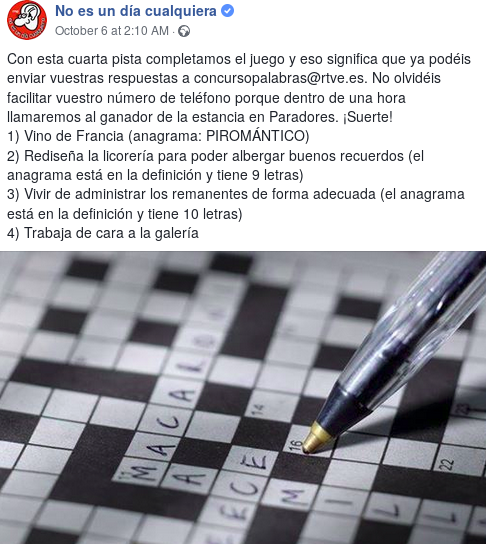 No es un día cualquiera
October 6 at 2:10 AM ·
Con esta cuarta pista completamos el juego y eso significa que ya podéis
enviar vuestras respuestas a concursopalabras@rtve.es. No olvidéis
facilitar vuestro número de teléfono porque dentro de una hora
llamaremos al ganador de la estancia en Paradores. ¡Suerte!
1) Vino de Francia (anagrama: PIROMÁNTICO)
2) Rediseña la licorería para poder albergar buenos recuerdos (el
anagrama está en la definición y tiene 9 letras)
3) Vivir de administrar los remanentes de forma adecuada (el anagrama
está en la definición y tiene 10 letras)
4) Trabaja de cara a la galería
MACARO
A
ERCE
MILL
14
16
22
23